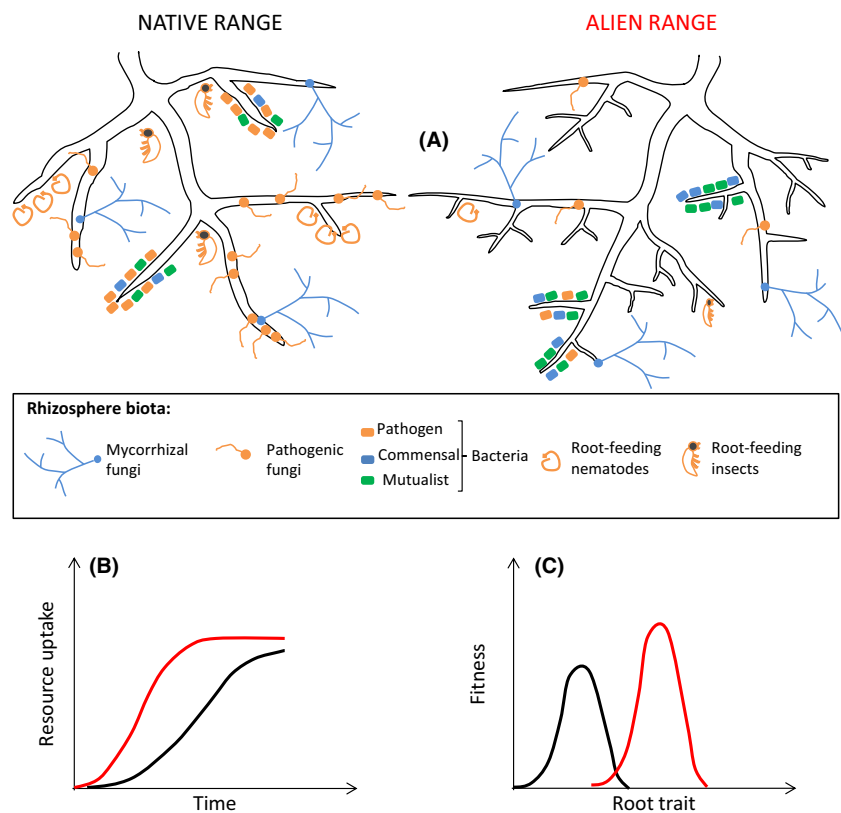 NATIVE RANGE
ALIEN RANGE
(A)
Rhizosphere biota:
Mycorrhizal
fungi
Pathogenic
fungi
Pathogen
Commensal
Mutualist
Bacteria
Root-feeding
nematodes
Root-feeding
insects
(B)
Resource uptake
Time
(C)
Fitness
Root trait